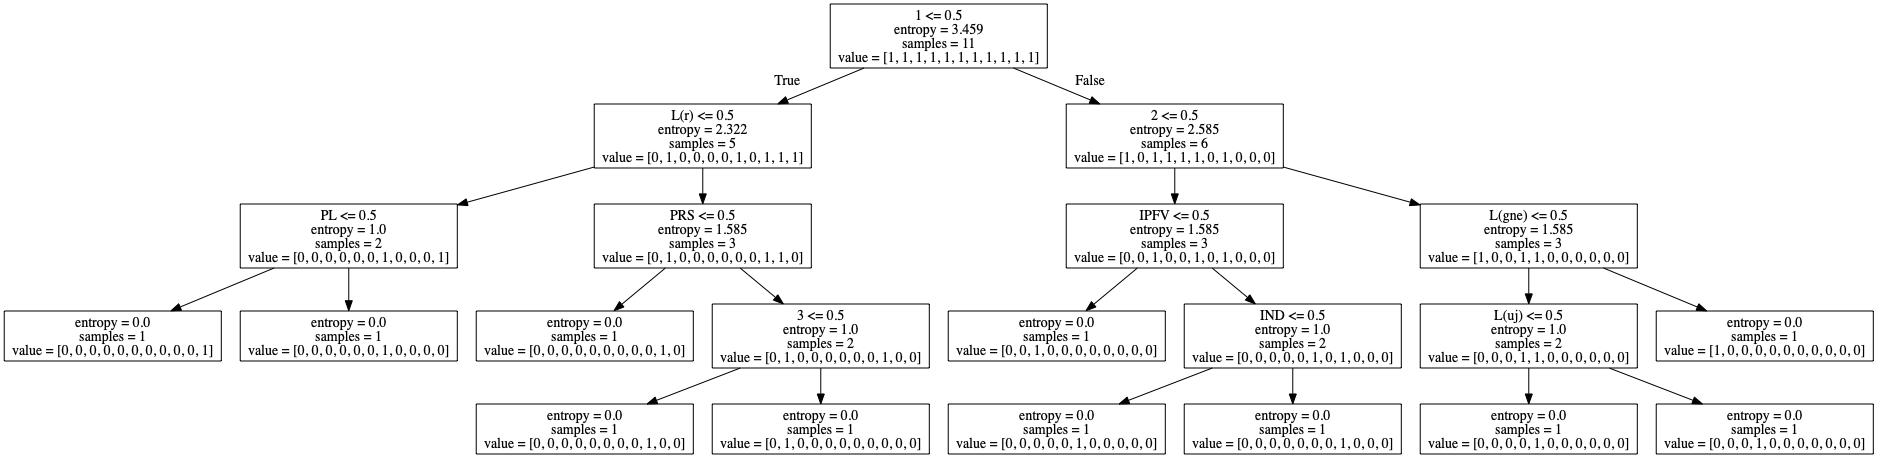 1 <= 0.5
entropy = 3.459
samples = 11
value = [1, 1, 1, 1, 1, 1, 1, 1, 1, 1, 1]
True
False
L(r) <= 0.5
entropy = 2.322
samples = 5
value = [0, 1, 0, 0, 0, 0, 1, 0, 1, 1, 1]
2 <= 0.5
entropy = 2.585
samples = 6
value = [1, 0, 1, 1, 1, 1, 0, 1, 0, 0, 0]
PL <= 0.5
entropy = 1.0
samples = 2
value = [0, 0, 0, 0, 0, 0, 1, 0, 0, 0, 1]
PRS <= 0.5
entropy = 1.585
samples = 3
value = [0, 1, 0, 0, 0, 0, 0, 0, 1, 1, 0]
IPFV <= 0.5
entropy = 1.585
samples = 3
value = [0, 0, 1, 0, 0, 1, 0, 1, 0, 0, 0]
L(gne) <= 0.5
entropy = 1.585
samples = 3
value = [1, 0, 0, 1, 1, 0, 0, 0, 0, 0, 0]
entropy = 0.0
samples = 1
value = [0, 0, 0, 0, 0, 0, 0, 0, 0, 0, 1]
entropy = 0.0
samples = 1
value = [0, 0, 0, 0, 0, 0, 1, 0, 0, 0, 0]
entropy = 0.0
samples = 1
value = [0, 0, 0, 0, 0, 0, 0, 0, 0, 1, 0]
3 <= 0.5
entropy = 1.0
samples = 2
value = [0, 1, 0, 0, 0, 0, 0, 0, 1, 0, 0]
entropy = 0.0
samples = 1
value = [0, 0, 1, 0, 0, 0, 0, 0, 0, 0, 0]
IND <= 0.5
entropy = 1.0
samples = 2
value = [0, 0, 0, 0, 0, 1, 0, 1, 0, 0, 0]
L(uj) <= 0.5
entropy = 1.0
samples = 2
value = [0, 0, 0, 1, 1, 0, 0, 0, 0, 0, 0]
entropy = 0.0
samples = 1
value = [1, 0, 0, 0, 0, 0, 0, 0, 0, 0, 0]
entropy = 0.0
samples = 1
value = [0, 0, 0, 0, 0, 0, 0, 0, 1, 0, 0]
entropy = 0.0
samples = 1
value = [0, 1, 0, 0, 0, 0, 0, 0, 0, 0, 0]
entropy = 0.0
samples = 1
value = [0, 0, 0, 0, 0, 1, 0, 0, 0, 0, 0]
entropy = 0.0
samples = 1
value = [0, 0, 0, 0, 0, 0, 0, 1, 0, 0, 0]
entropy = 0.0
samples = 1
value = [0, 0, 0, 0, 1, 0, 0, 0, 0, 0, 0]
entropy = 0.0
samples = 1
value = [0, 0, 0, 1, 0, 0, 0, 0, 0, 0, 0]